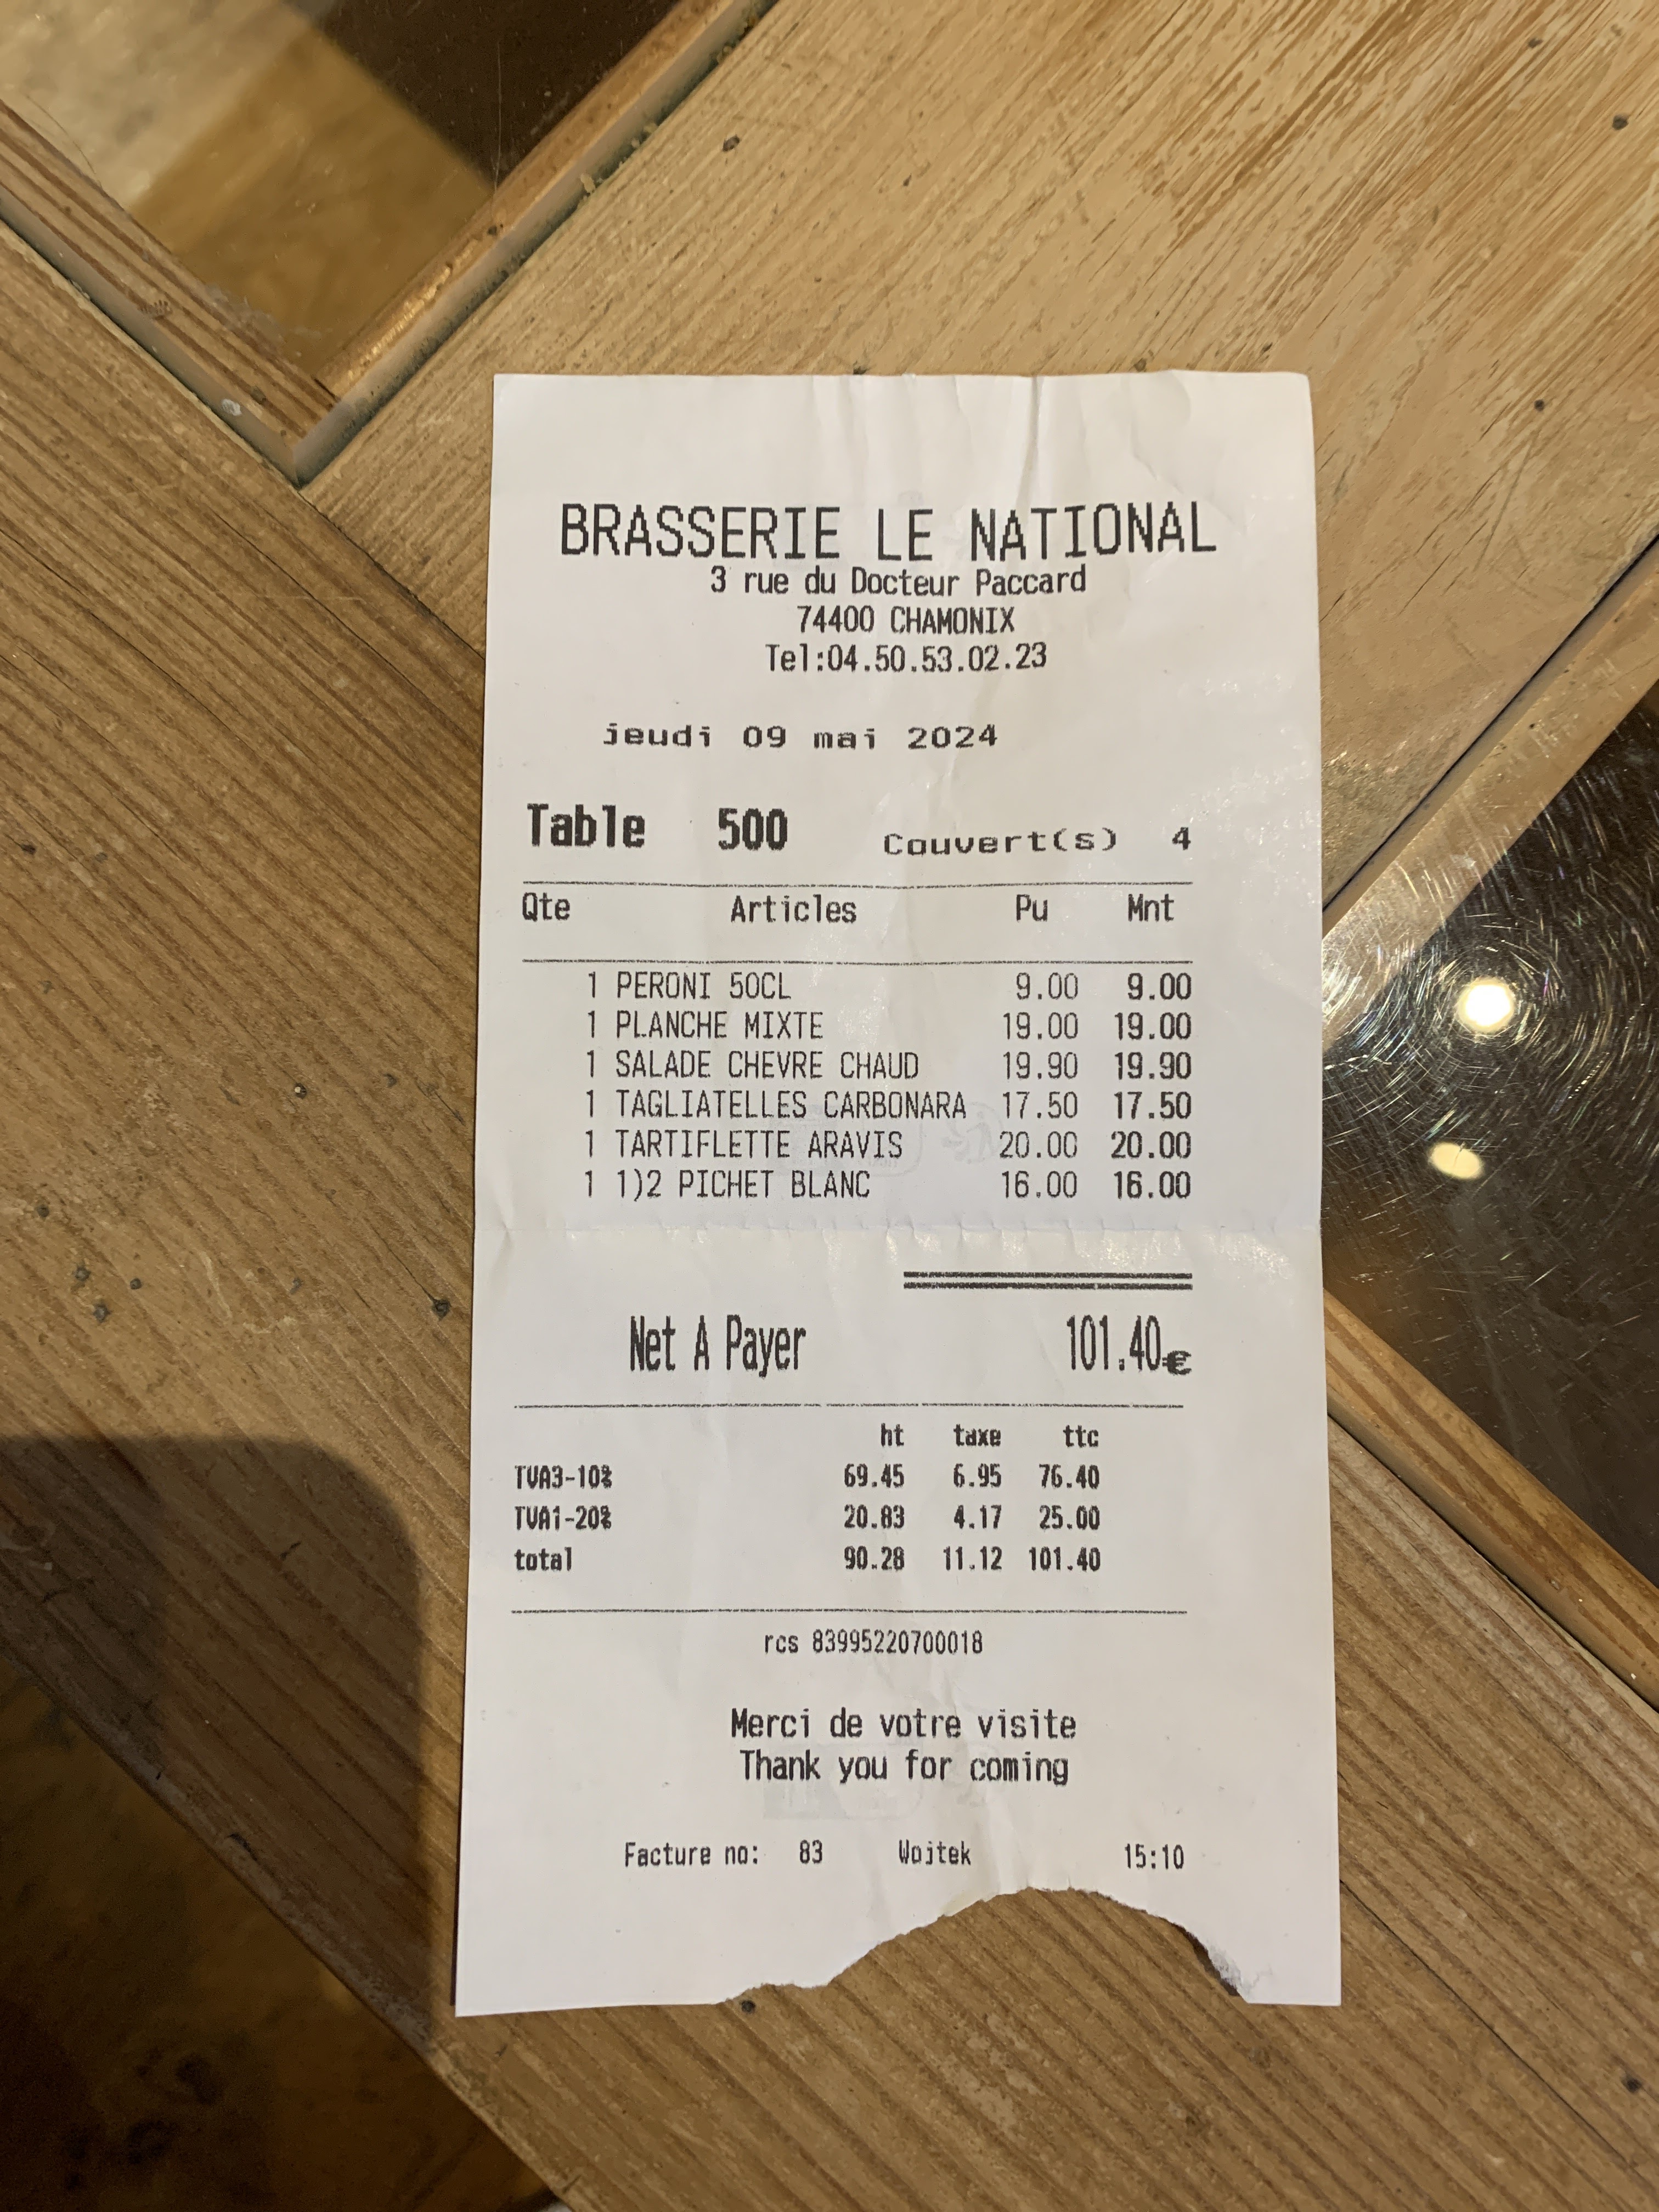 BRASSERIE LE NATIONAL
3 rue du Docteur Paccard
74400 CHAMONIX
Tel:04.50.53.02.23
jeudi 09 mai 2024
Table 500 Couvert(s) 4
Qte Articles Pu Mnt
1 PERONI 50CL 9.00 9.00
1 PLANCHE MIXTE 19.00 19.00
1 SALADE CHEVRE CHAUD 19.90 19.90
1 TAGLIATELLES CARBONARA 17.50 17.50
1 TARTIFLETTE ARAVIS 20.00 20.00
1 1)2 PICHET BLANC 16.00 16.00
Net A Payer 101.40€
ht taxe ttc
TVA3-10% 69.45 6.95 76.40
TVA1-20% 20.83 4.17 25.00
total 90.28 11.12 101.40
rcs 83995220700018
Merci de votre visite
Thank you for coming
Facture no: 83 Wojtek 15:10